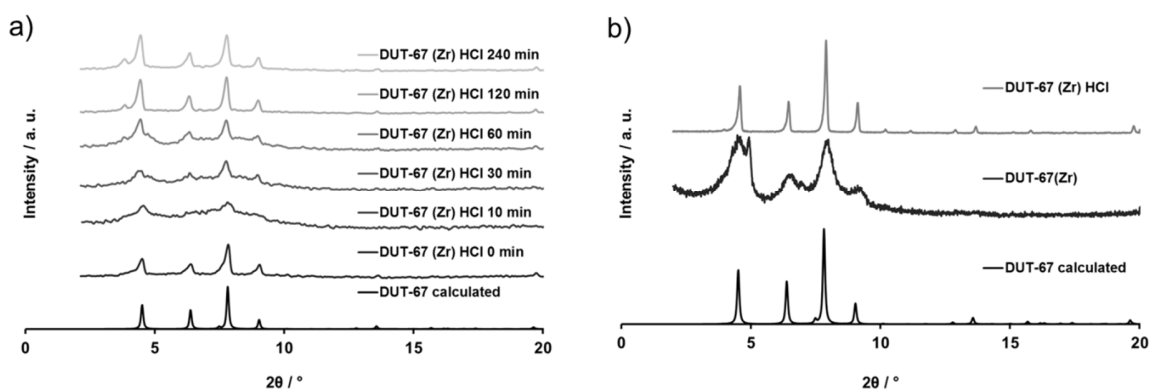 a)
DUT-67 (Zr) HCl 240 min
DUT-67 (Zr) HCl 120 min
DUT-67 (Zr) HCl 60 min
DUT-67 (Zr) HCl 30 min
DUT-67 (Zr) HCl 10 min
DUT-67 (Zr) HCl 0 min
DUT-67 calculated
Intensity / a. u.
0 5 10 15 20
2θ / °
b)
DUT-67 (Zr) HCl
DUT-67(Zr)
DUT-67 calculated
Intensity / a. u.
0 5 10 15 20
2θ / °